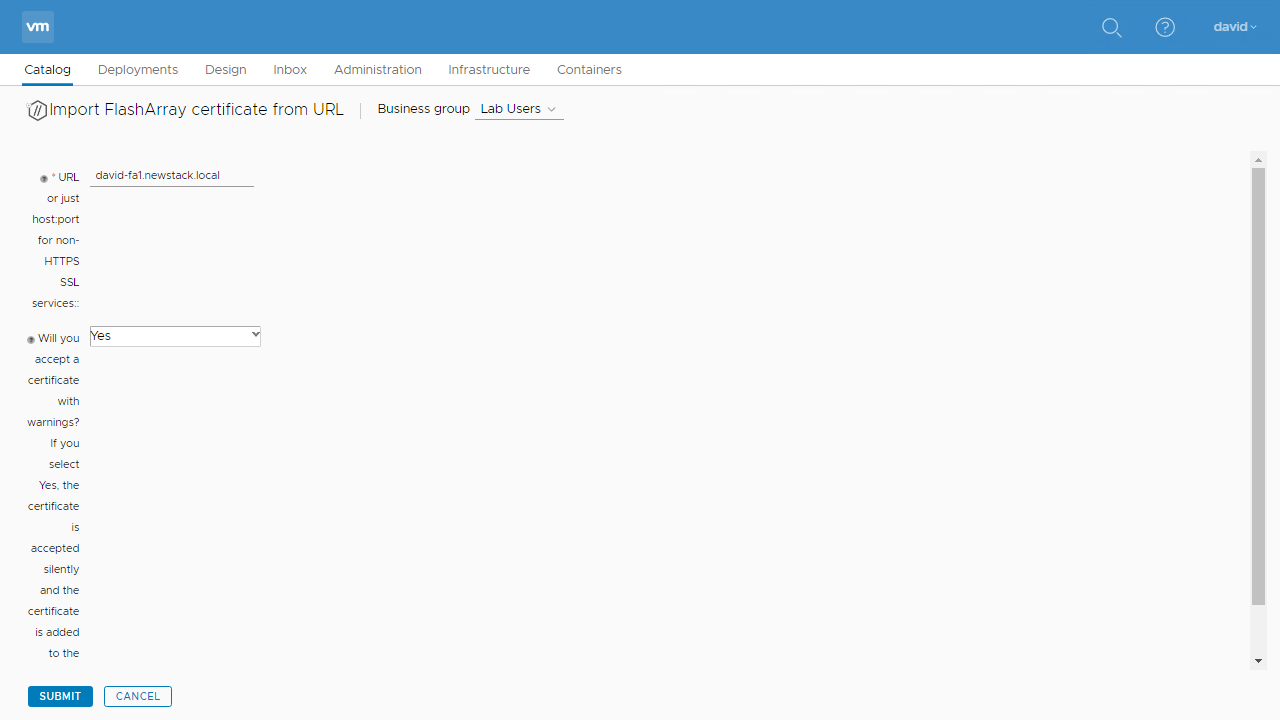 vm
david
Catalog Deployments Design Inbox Administration Infrastructure Containers
Import FlashArray certificate from URL Business group Lab Users
* URL david-fa1.newstack.local
or just
host:port
for non-
HTTPS
SSL
services::
Will you Yes
accept a
certificate
with
warnings?
If you
select
Yes, the
certificate
is
accepted
silently
and the
certificate
is added
to the
SUBMIT CANCEL